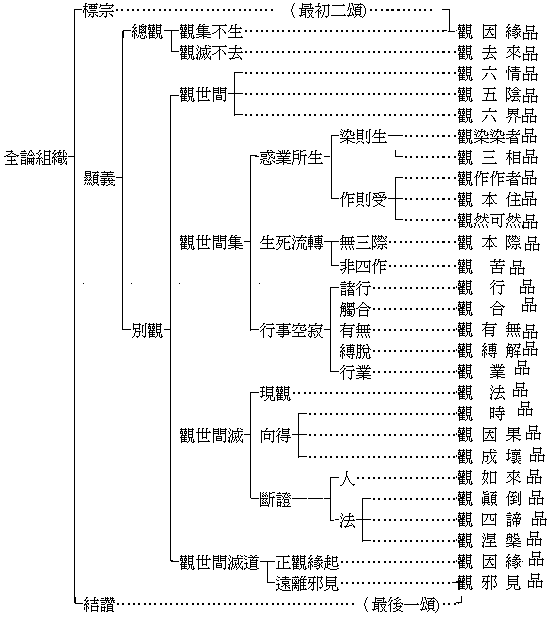 標宗 (最初二頌)
總觀 觀集不生 觀因緣品
觀滅不去 觀去來品
觀六情品
觀世間 觀五陰品
觀六界品
染則生 觀染染者品
全論組織 惑業所生 觀三相品
顯義 觀作作者品
作則受 觀本住品
觀然可然品
觀世間集 生死流轉 無三際 觀本際品
非四作 觀苦品
諸行 觀行品
觸合 觀合品
別觀 行事空寂 有無 觀有無品
縛脫 觀縛解品
行業 觀業品
現觀 觀法品
觀時品
觀世間滅 向得 觀因果品
觀成壞品
人 觀如來品
斷證 觀顛倒品
法 觀四諦品
觀涅槃品
觀世間滅道 正觀緣起 觀因緣品
遠離邪見 觀邪見品
結讚 (最後一頌)